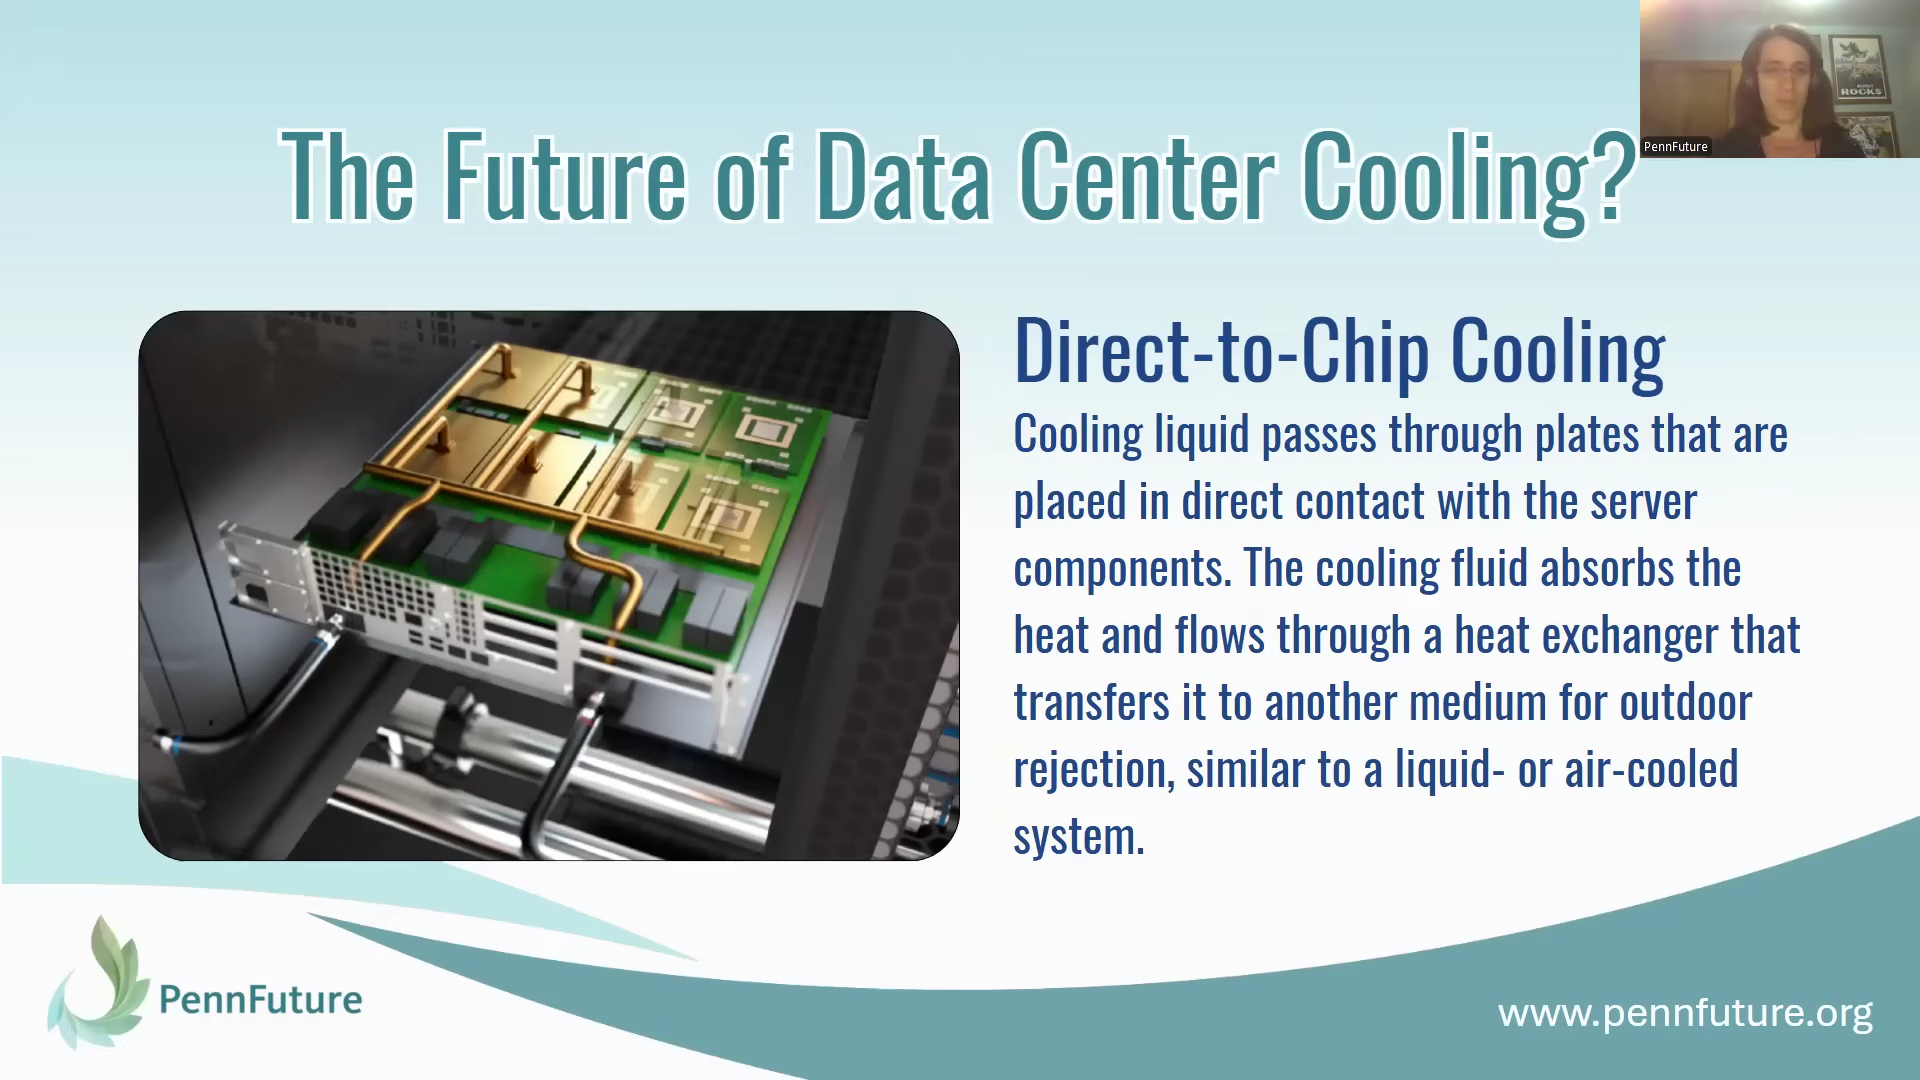 ROCKS
PennFuture
The Future of Data Center Cooling?
Direct-to-Chip Cooling
Cooling liquid passes through plates that are
placed in direct contact with the server
components. The cooling fluid absorbs the
heat and flows through a heat exchanger that
transfers it to another medium for outdoor
rejection, similar to a liquid- or air-cooled
system.
PennFuture
www.pennfuture.org